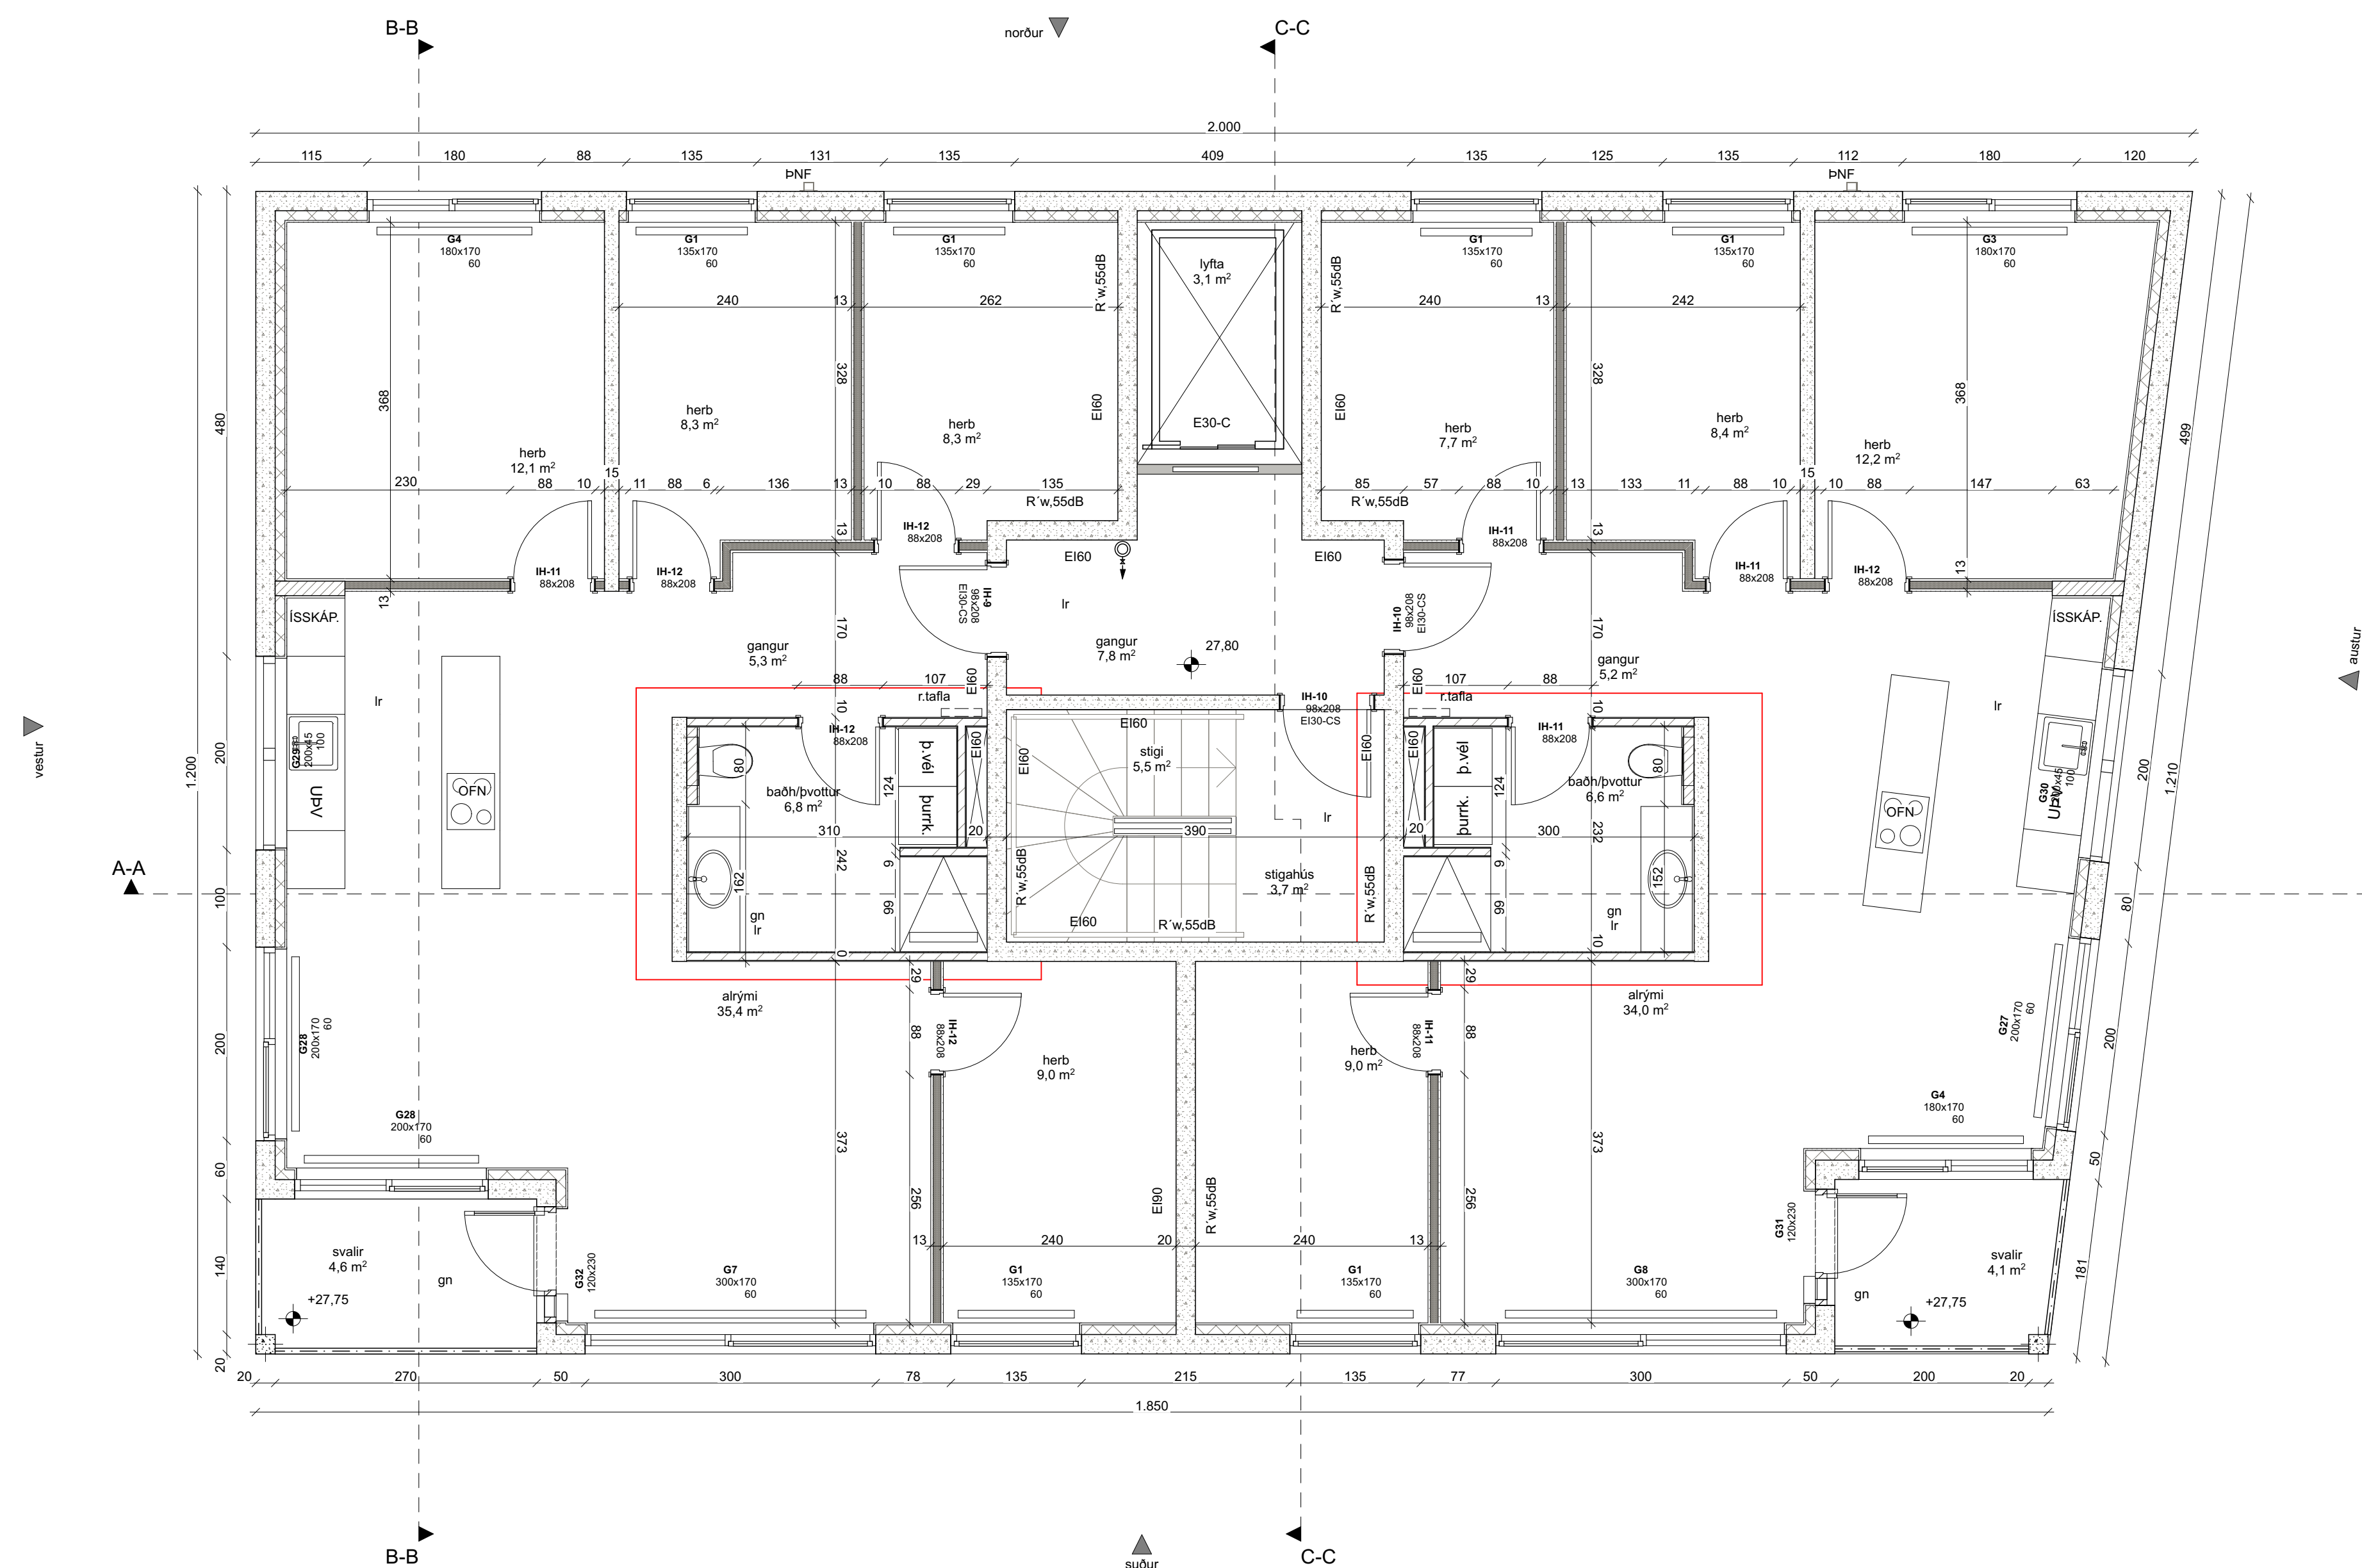 B-B
norður
C-C
2.000
115 180 88 135 131 135 409 135 125 135 112 180 120
ÞNF
ÞNF
G4
180x170
60
G1
135x170
60
G1
135x170
60
R´w,55dB
lyfta
3,1 m²
R´w,55dB
G1
135x170
60
G1
135x170
60
G3
180x170
60
240 13 262
240 13 242
368
328
EI60
E30-C
EI60
328
368
499
480
herb
12,1 m²
herb
8,3 m²
herb
8,3 m²
herb
7,7 m²
herb
8,4 m²
herb
12,2 m²
230 88 10 15 11 88 6 136 13 10 88 29 135
85 57 88 10 13 133 11 88 10 15 10 88 147 63
R´w,55dB
R´w,55dB
13
13
IH-12
88x208
IH-11
88x208
EI60
EI60
IH-11
88x208
IH-12
88x208
IH-11
88x208
IH-12
88x208
13
13
ÍSSKÁP.
IH-9
98x208
EI30-CS
lr
IH-10
98x208
EI30-CS
ÍSSKÁP.
170
170
gangur
5,3 m²
gangur
7,8 m²
27,80
gangur
5,2 m²
austur
88 107
EI60
EI60
107 88
lr
r.tafla
IH-10
98x208
EI30-CS
r.tafla
lr
10
10
vestur
1.200
200
G29
200x45
100
UÞV
OFN
IH-12
88x208
EI60
EI60
EI60
EI60
EI60
stigi
5,5 m²
IH-11
88x208
80
baðh/þvottur
6,8 m²
þ.vél
þurrk.
124
þ.vél
þurrk.
124
baðh/þvottur
6,6 m²
80
G30
200x45
100
UÞV
OFN
200
1.210
310 20 390 20 300
242
232
lr
A-A
100
162
9
99
R´w,55dB
stigahús
3,7 m²
R´w,55dB
9
99
152
80
gn
lr
EI60
R´w,55dB
gn
lr
0
10
29
29
alrými
35,4 m²
alrými
34,0 m²
200
G28
200x170
60
88
IH-12
88x208
herb
9,0 m²
herb
9,0 m²
IH-11
88x208
88
G27
200x170
60
200
G28
200x170
60
G4
180x170
60
373
373
60
50
256
EI90
R´w,55dB
256
G31
120x230
13 240 20 240 13
140
svalir
4,6 m²
gn
G32
120x230
G7
300x170
60
G1
135x170
60
G1
135x170
60
G8
300x170
60
svalir
4,1 m²
gn
181
+27,75
+27,75
20
20 270 50 300 78 135 215 135 77 300 50 200 20
1.850
B-B
suður
C-C